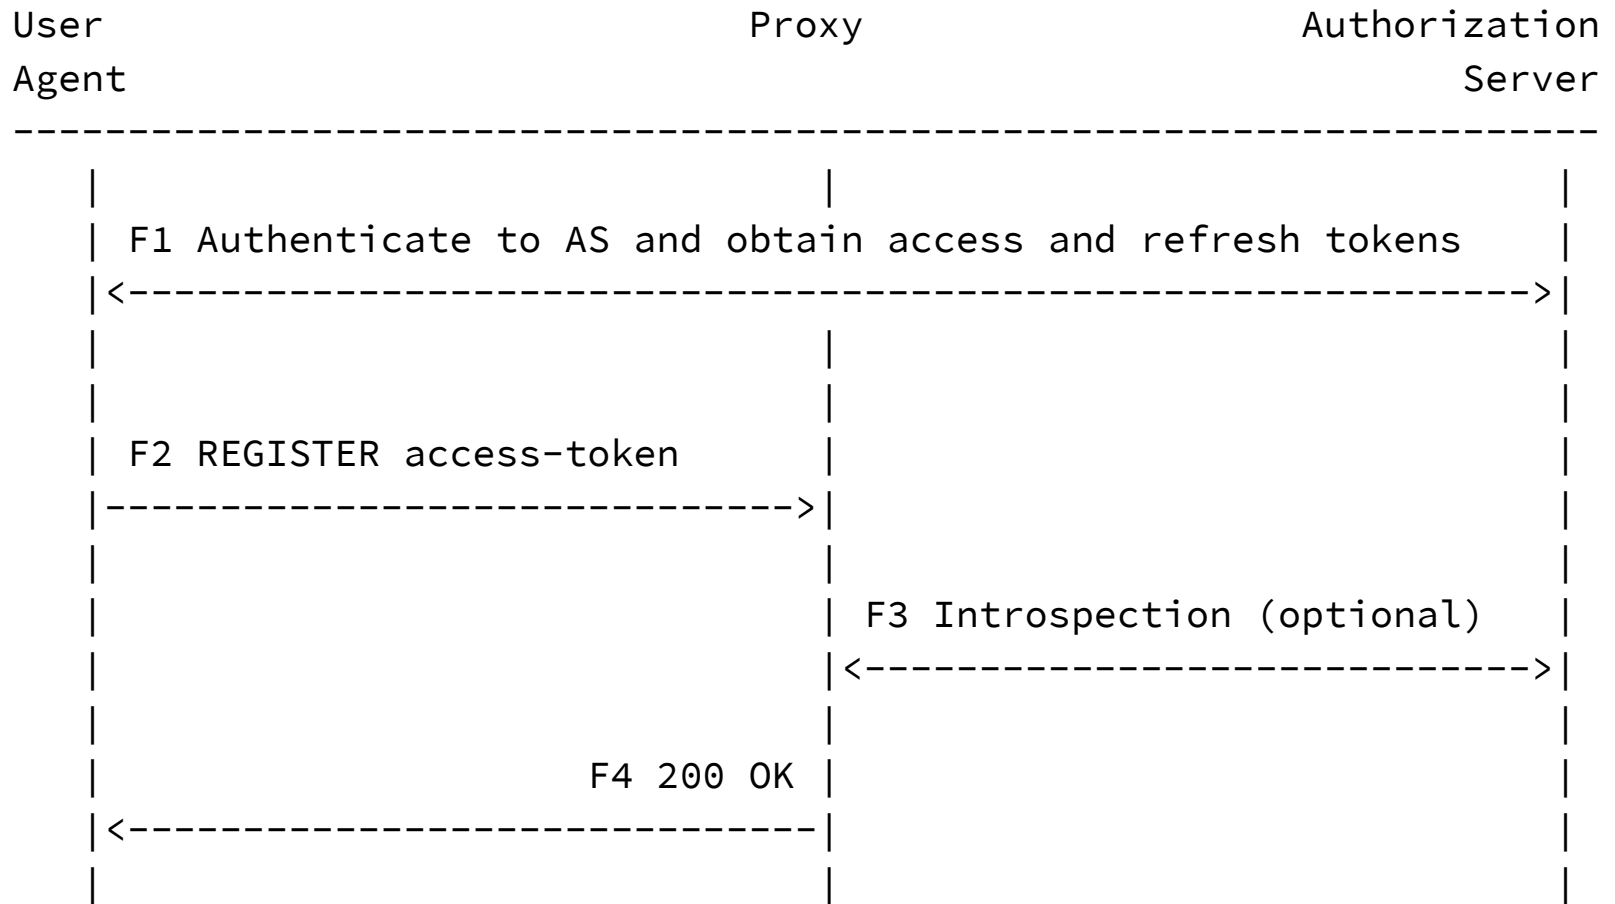 User Proxy Authorization
Agent Server
F1 Authenticate to AS and obtain access and refresh tokens
F2 REGISTER access-token
F3 Introspection (optional)
F4 200 OK